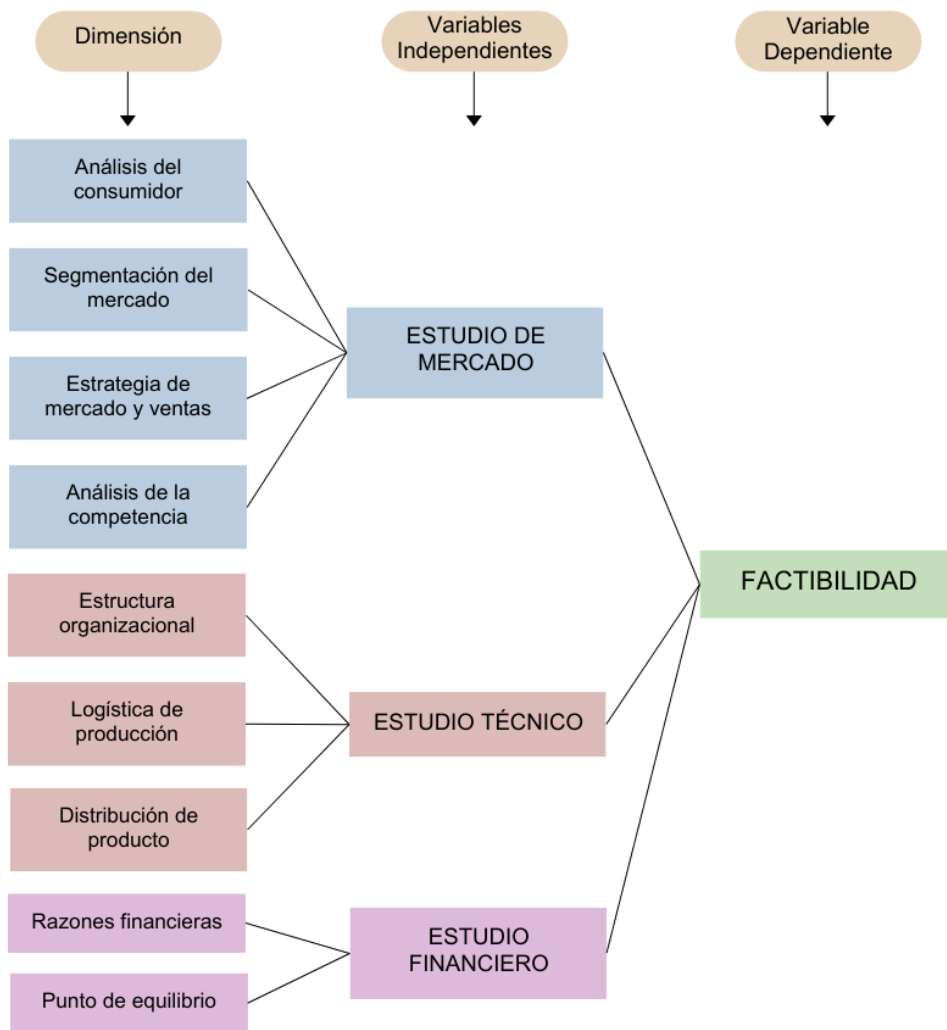 Dimensión
Variables
Independientes
Variable
Dependiente
Análisis del
consumidor
Segmentación del
mercado
Estrategia de
mercado y ventas
Análisis de la
competencia
Estructura
organizacional
Logística de
producción
Distribución de
producto
Razones financieras
Punto de equilibrio
ESTUDIO DE
MERCADO
ESTUDIO TÉCNICO
ESTUDIO
FINANCIERO
FACTIBILIDAD